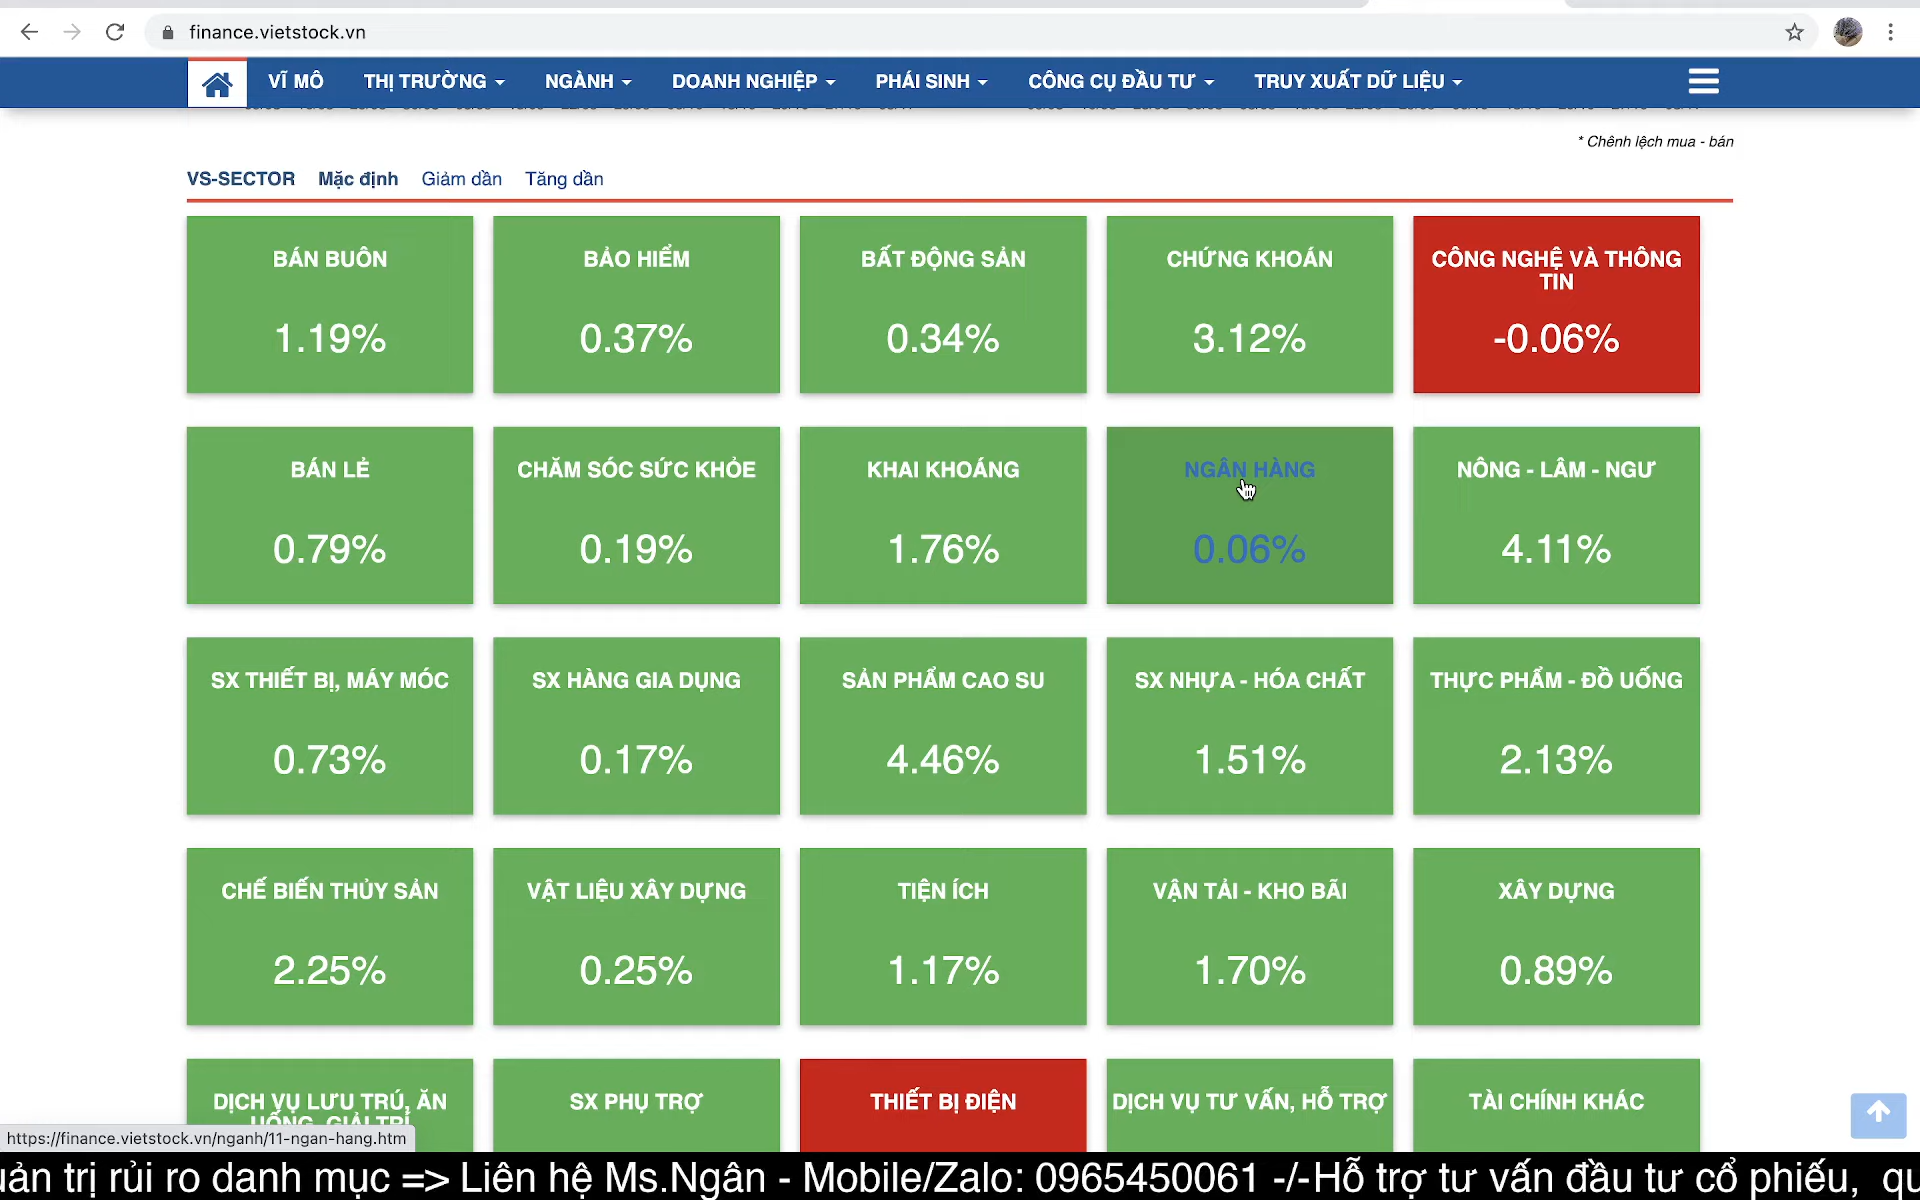 finance.vietstock.vn
VĨ MÔ THỊ TRƯỜNG NGÀNH DOANH NGHIỆP PHÁI SINH CÔNG CỤ ĐẦU TƯ TRUY XUẤT DỮ LIỆU
* Chênh lệch mua - bán
VS-SECTOR Mặc định Giảm dần Tăng dần
BÁN BUÔN
1.19%
BẢO HIỂM
0.37%
BẤT ĐỘNG SẢN
0.34%
CHỨNG KHOÁN
3.12%
CÔNG NGHỆ VÀ THÔNG
TIN
-0.06%
BÁN LẺ
0.79%
CHĂM SÓC SỨC KHỎE
0.19%
KHAI KHOÁNG
1.76%
NGÂN HÀNG
0.06%
NÔNG - LÂM - NGƯ
4.11%
SX THIẾT BỊ, MÁY MÓC
0.73%
SX HÀNG GIA DỤNG
0.17%
SẢN PHẨM CAO SU
4.46%
SX NHỰA - HÓA CHẤT
1.51%
THỰC PHẨM - ĐỒ UỐNG
2.13%
CHẾ BIẾN THỦY SẢN
2.25%
VẬT LIỆU XÂY DỰNG
0.25%
TIỆN ÍCH
1.17%
VẬN TẢI - KHO BÃI
1.70%
XÂY DỰNG
0.89%
DỊCH VỤ LƯU TRÚ, ĂN
UỐNG, GIẢI TRÍ
SX PHỤ TRỢ
THIẾT BỊ ĐIỆN
DỊCH VỤ TƯ VẤN, HỖ TRỢ
TÀI CHÍNH KHÁC
https://finance.vietstock.vn/nganh/11-ngan-hang.htm
trị rủi ro danh mục => Liên hệ Ms.Ngân - Mobile/Zalo: 0965450061 -/-Hỗ trợ tư vấn đầu tư cổ phiếu,